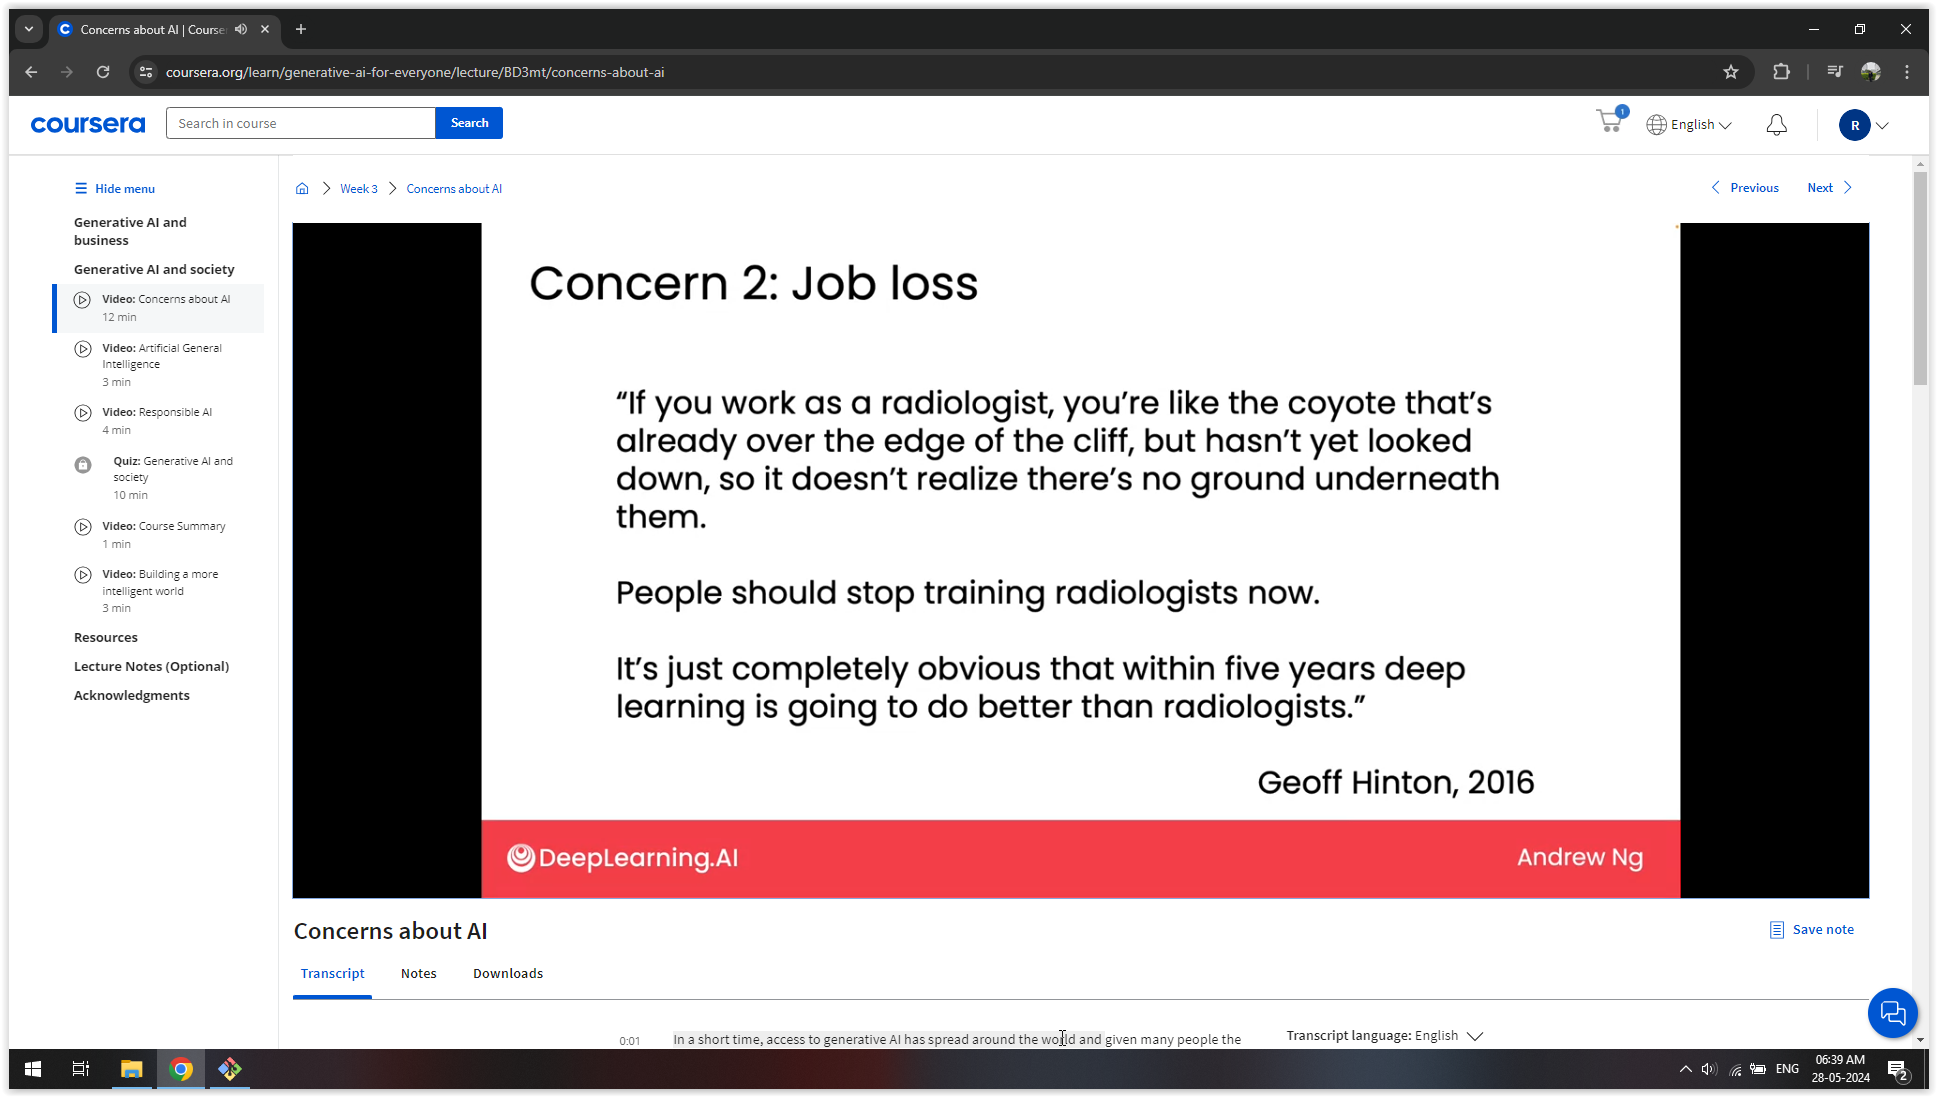 Concerns about AI | Course
coursera.org/learn/generative-ai-for-everyone/lecture/BD3mt/concerns-about-ai
coursera
Search in course
Search
1
English
R
Hide menu
Generative AI and
business
Generative AI and society
Video: Concerns about AI
12 min
Video: Artificial General
Intelligence
3 min
Video: Responsible AI
4 min
Quiz: Generative AI and
society
10 min
Video: Course Summary
1 min
Video: Building a more
intelligent world
3 min
Resources
Lecture Notes (Optional)
Acknowledgments
Week 3
Concerns about AI
Previous
Next
Concern 2: Job loss
“If you work as a radiologist, you’re like the coyote that’s
already over the edge of the cliff, but hasn’t yet looked
down, so it doesn’t realize there’s no ground underneath
them.
People should stop training radiologists now.
It’s just completely obvious that within five years deep
learning is going to do better than radiologists.”
Geoff Hinton, 2016
DeepLearning.AI
Andrew Ng
Concerns about AI
Save note
Transcript
Notes
Downloads
0:01
In a short time, access to generative AI has spread around the world and given many people the
Transcript language: English
ENG
06:39 AM
28-05-2024
2